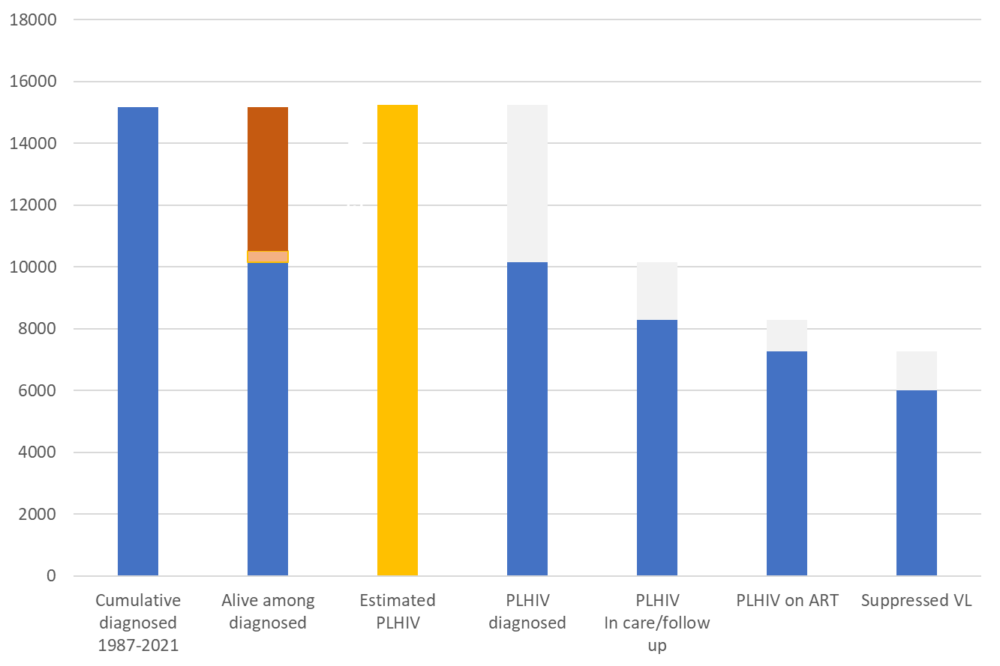 18000
16000
14000
12000
10000
8000
6000
4000
2000
0
Cumulative
diagnosed
1987-2021
Alive among
diagnosed
Estimated
PLHIV
PLHIV
diagnosed
PLHIV
In care/follow
up
PLHIV on ART
Suppressed VL